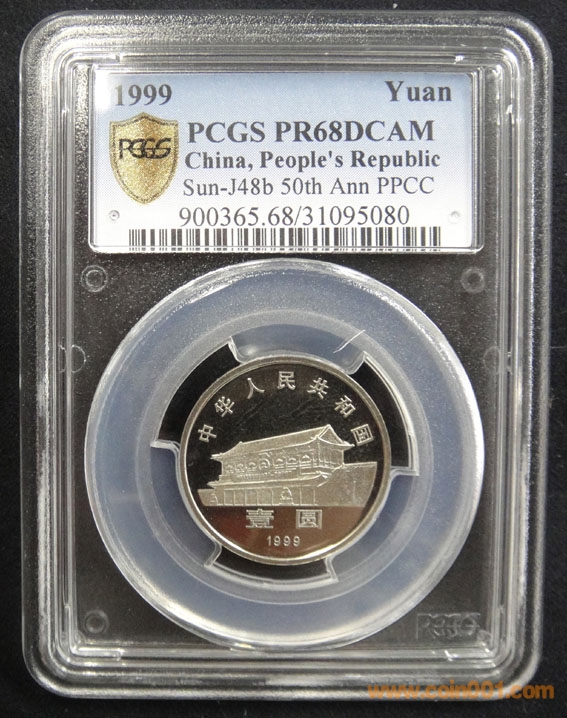 1999 Yuan
PCGS PCGS PR68DCAM
China, People's Republic
Sun-J48b 50th Ann PPCC
900365.68/31095080
中华人民共和国
壹圆
1999
PCGS
www.coin001.com